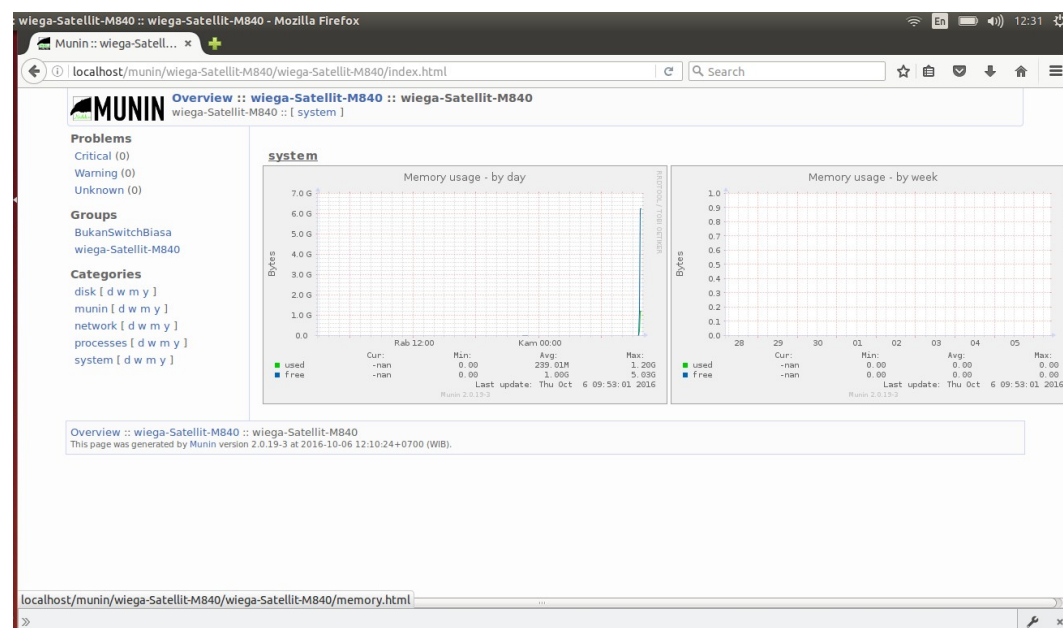 : wiega-Satellit-M840 :: wiega-Satellit-M840 - Mozilla Firefox
En 12:31
Munin :: wiega-Satell... ×
localhost/munin/wiega-Satellit-M840/wiega-Satellit-M840/index.html
Search
MUNIN
Overview :: wiega-Satellit-M840 :: wiega-Satellit-M840
wiega-Satellit-M840 :: [ system ]
Problems
Critical (0)
Warning (0)
Unknown (0)
Groups
BukanSwitchBiasa
wiega-Satellit-M840
Categories
disk [ d w m y ]
munin [ d w m y ]
network [ d w m y ]
processes [ d w m y ]
system [ d w m y ]
system
Memory usage - by day
RRDTOOL / TOBI OETIKER
Bytes
7.0 G
6.0 G
5.0 G
4.0 G
3.0 G
2.0 G
1.0 G
0.0
Rab 12:00 Kam 00:00
Cur: Min: Avg: Max:
used -nan 0.00 239.01M 1.20G
free -nan 0.00 1.00G 5.03G
Last update: Thu Oct 6 09:53:01 2016
Munin 2.0.19-3
Memory usage - by week
Bytes
1.0
0.9
0.8
0.7
0.6
0.5
0.4
0.3
0.2
0.1
0.0
28 29 30 01 02 03 04 05
Cur: Min: Avg: Max:
used -nan 0.00 0.00 0.00
free -nan 0.00 0.00 0.00
Last update: Thu Oct 6 09:53:01 2016
Munin 2.0.19-3
Overview :: wiega-Satellit-M840 :: wiega-Satellit-M840
This page was generated by Munin version 2.0.19-3 at 2016-10-06 12:10:24+0700 (WIB).
localhost/munin/wiega-Satellit-M840/wiega-Satellit-M840/memory.html